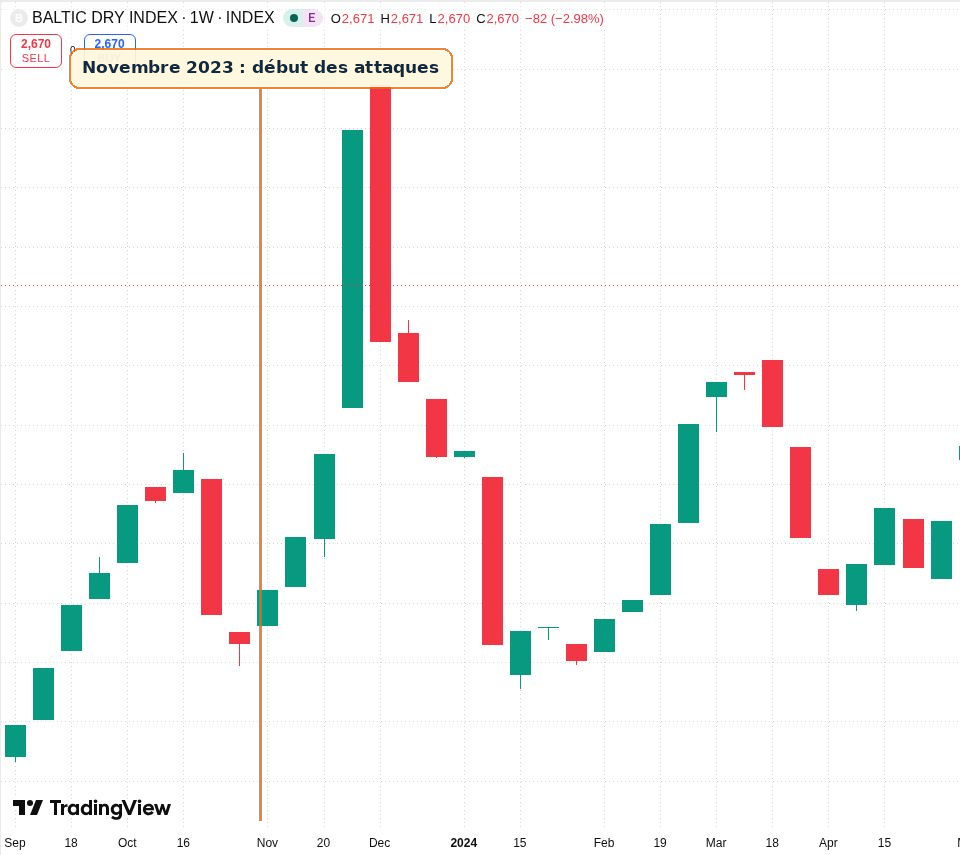 BALTIC DRY INDEX · 1W · INDEX E O2,671 H2,671 L2,670 C2,670 −82 (−2.98%)
2,670 2,670
SELL
Novembre 2023 : début des attaques
TradingView
Sep 18 Oct 16 Nov 20 Dec 2024 15 Feb 19 Mar 18 Apr 15